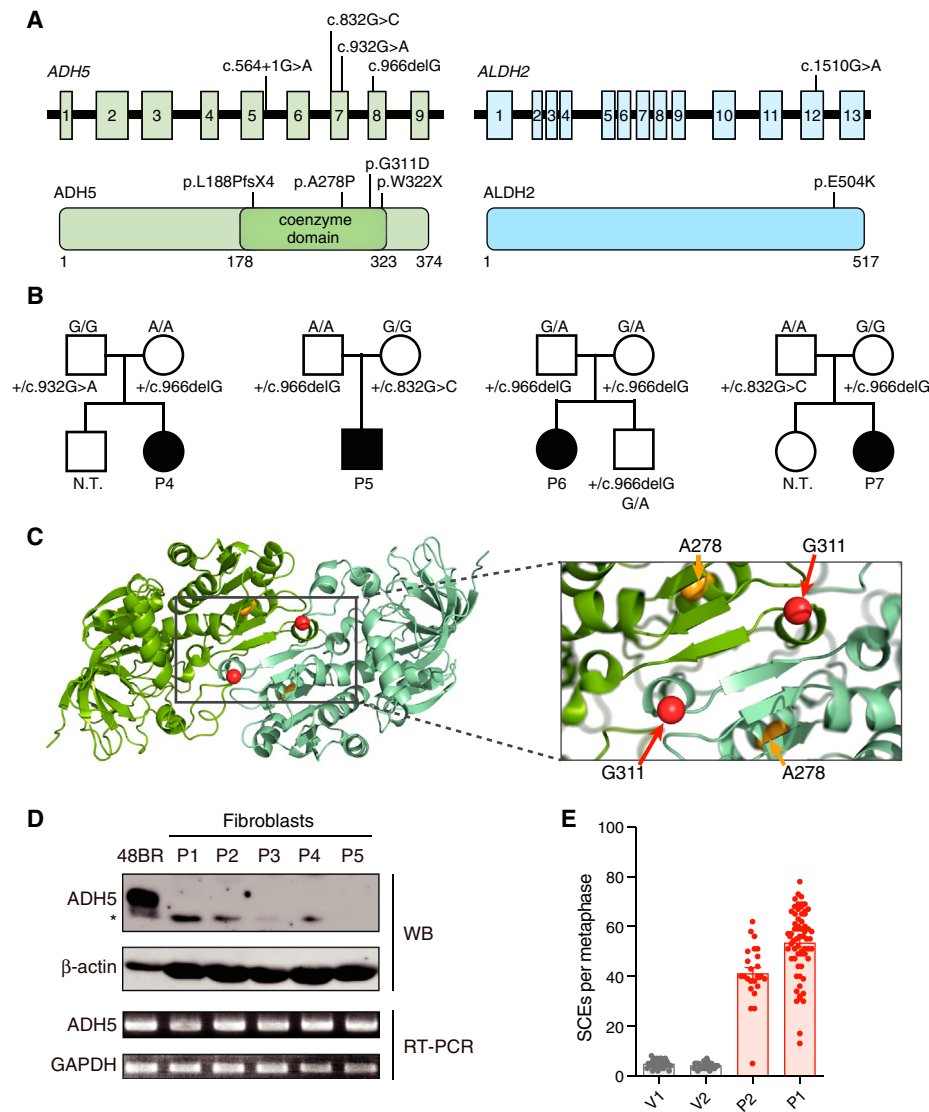 A
c.832G>C
c.932G>A
c.564+1G>A
c.966delG
c.1510G>A
ADH5
ALDH2
1 2 3 4 5 6 7 8 9
1 2 3 4 5 6 7 8 9 10 11 12 13
p.G311D
p.L188PfsX4 p.A278P p.W322X
p.E504K
ADH5
ALDH2
coenzyme
domain
1 178 323 374
1 517
B
G/G A/A
+/c.932G>A +/c.966delG
N.T. P4
A/A G/G
+/c.966delG +/c.832G>C
P5
G/A G/A
+/c.966delG +/c.966delG
P6 +/c.966delG
G/A
A/A G/G
+/c.832G>C +/c.966delG
N.T. P7
C
A278 G311
G311 A278
D
Fibroblasts
48BR P1 P2 P3 P4 P5
ADH5
*
WB
β-actin
ADH5
RT-PCR
GAPDH
E
SCEs per metaphase
100
80
60
40
20
0
V1 V2 P2 P1